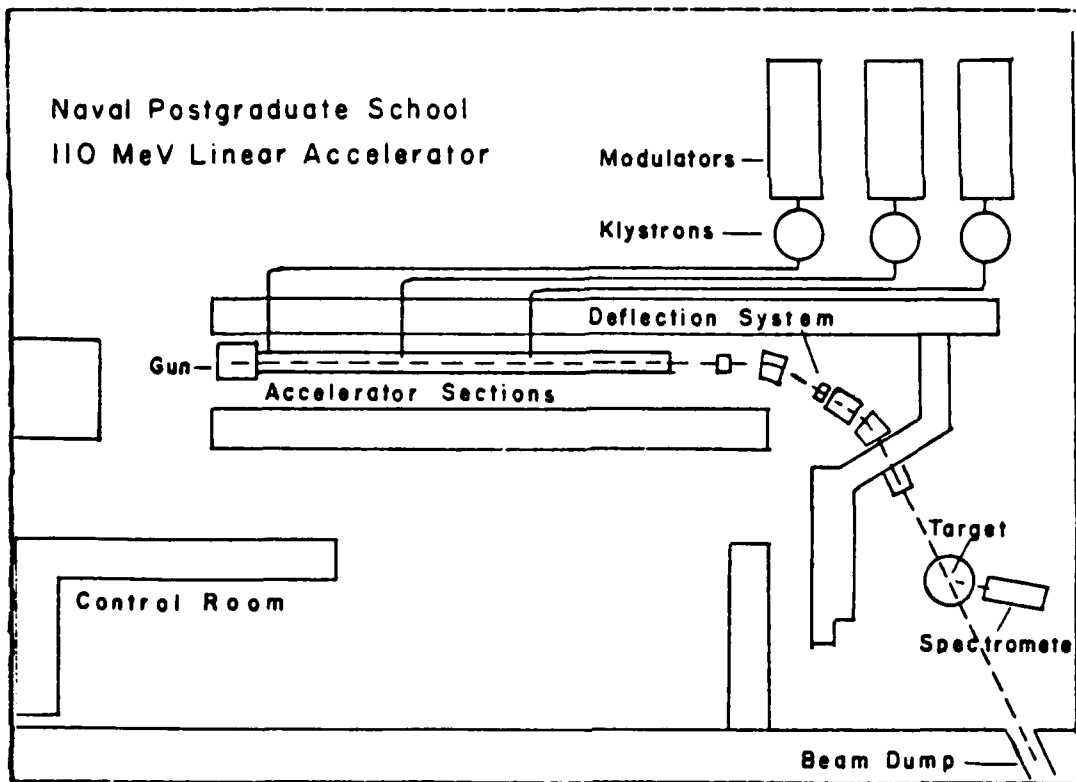 Naval Postgraduate School
110 MeV Linear Accelerator
Modulators
Klystrons
Deflection System
Gun
Accelerator Sections
Target
Control Room
Spectromete
Beam Dump